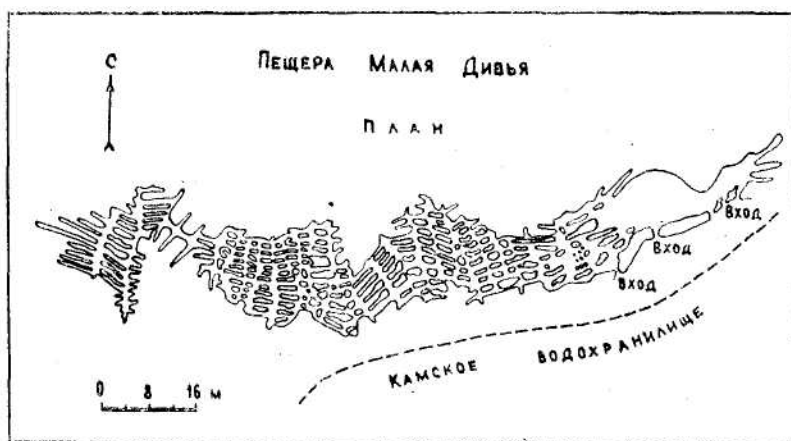 С
ПЕЩЕРА МАЛАЯ ДИВЬЯ
ПЛАН
ВХОД
ВХОД
ВХОД
КАМСКОЕ ВОДОХРАНИЛИЩЕ
0 8 16 м